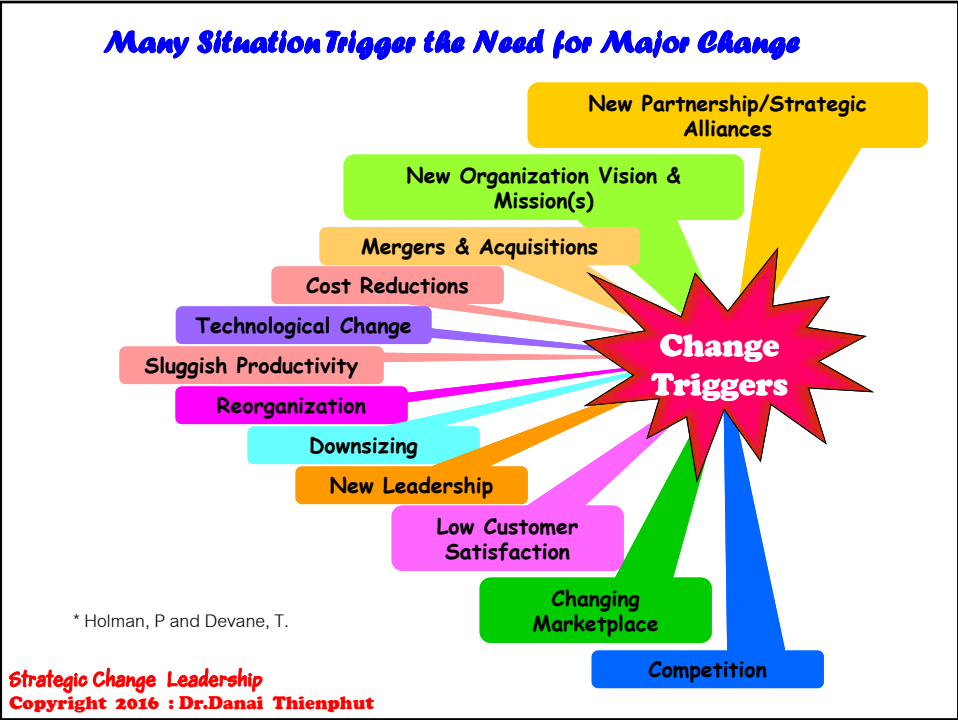 Many Situation Trigger the Need for Major Change
New Partnership/Strategic
Alliances
New Organization Vision &
Mission(s)
Mergers & Acquisitions
Cost Reductions
Technological Change
Sluggish Productivity
Reorganization
Downsizing
New Leadership
Low Customer
Satisfaction
Changing
Marketplace
Competition
Change
Triggers
* Holman, P and Devane, T.
Strategic Change Leadership
Copyright 2016 : Dr.Danai Thienphut